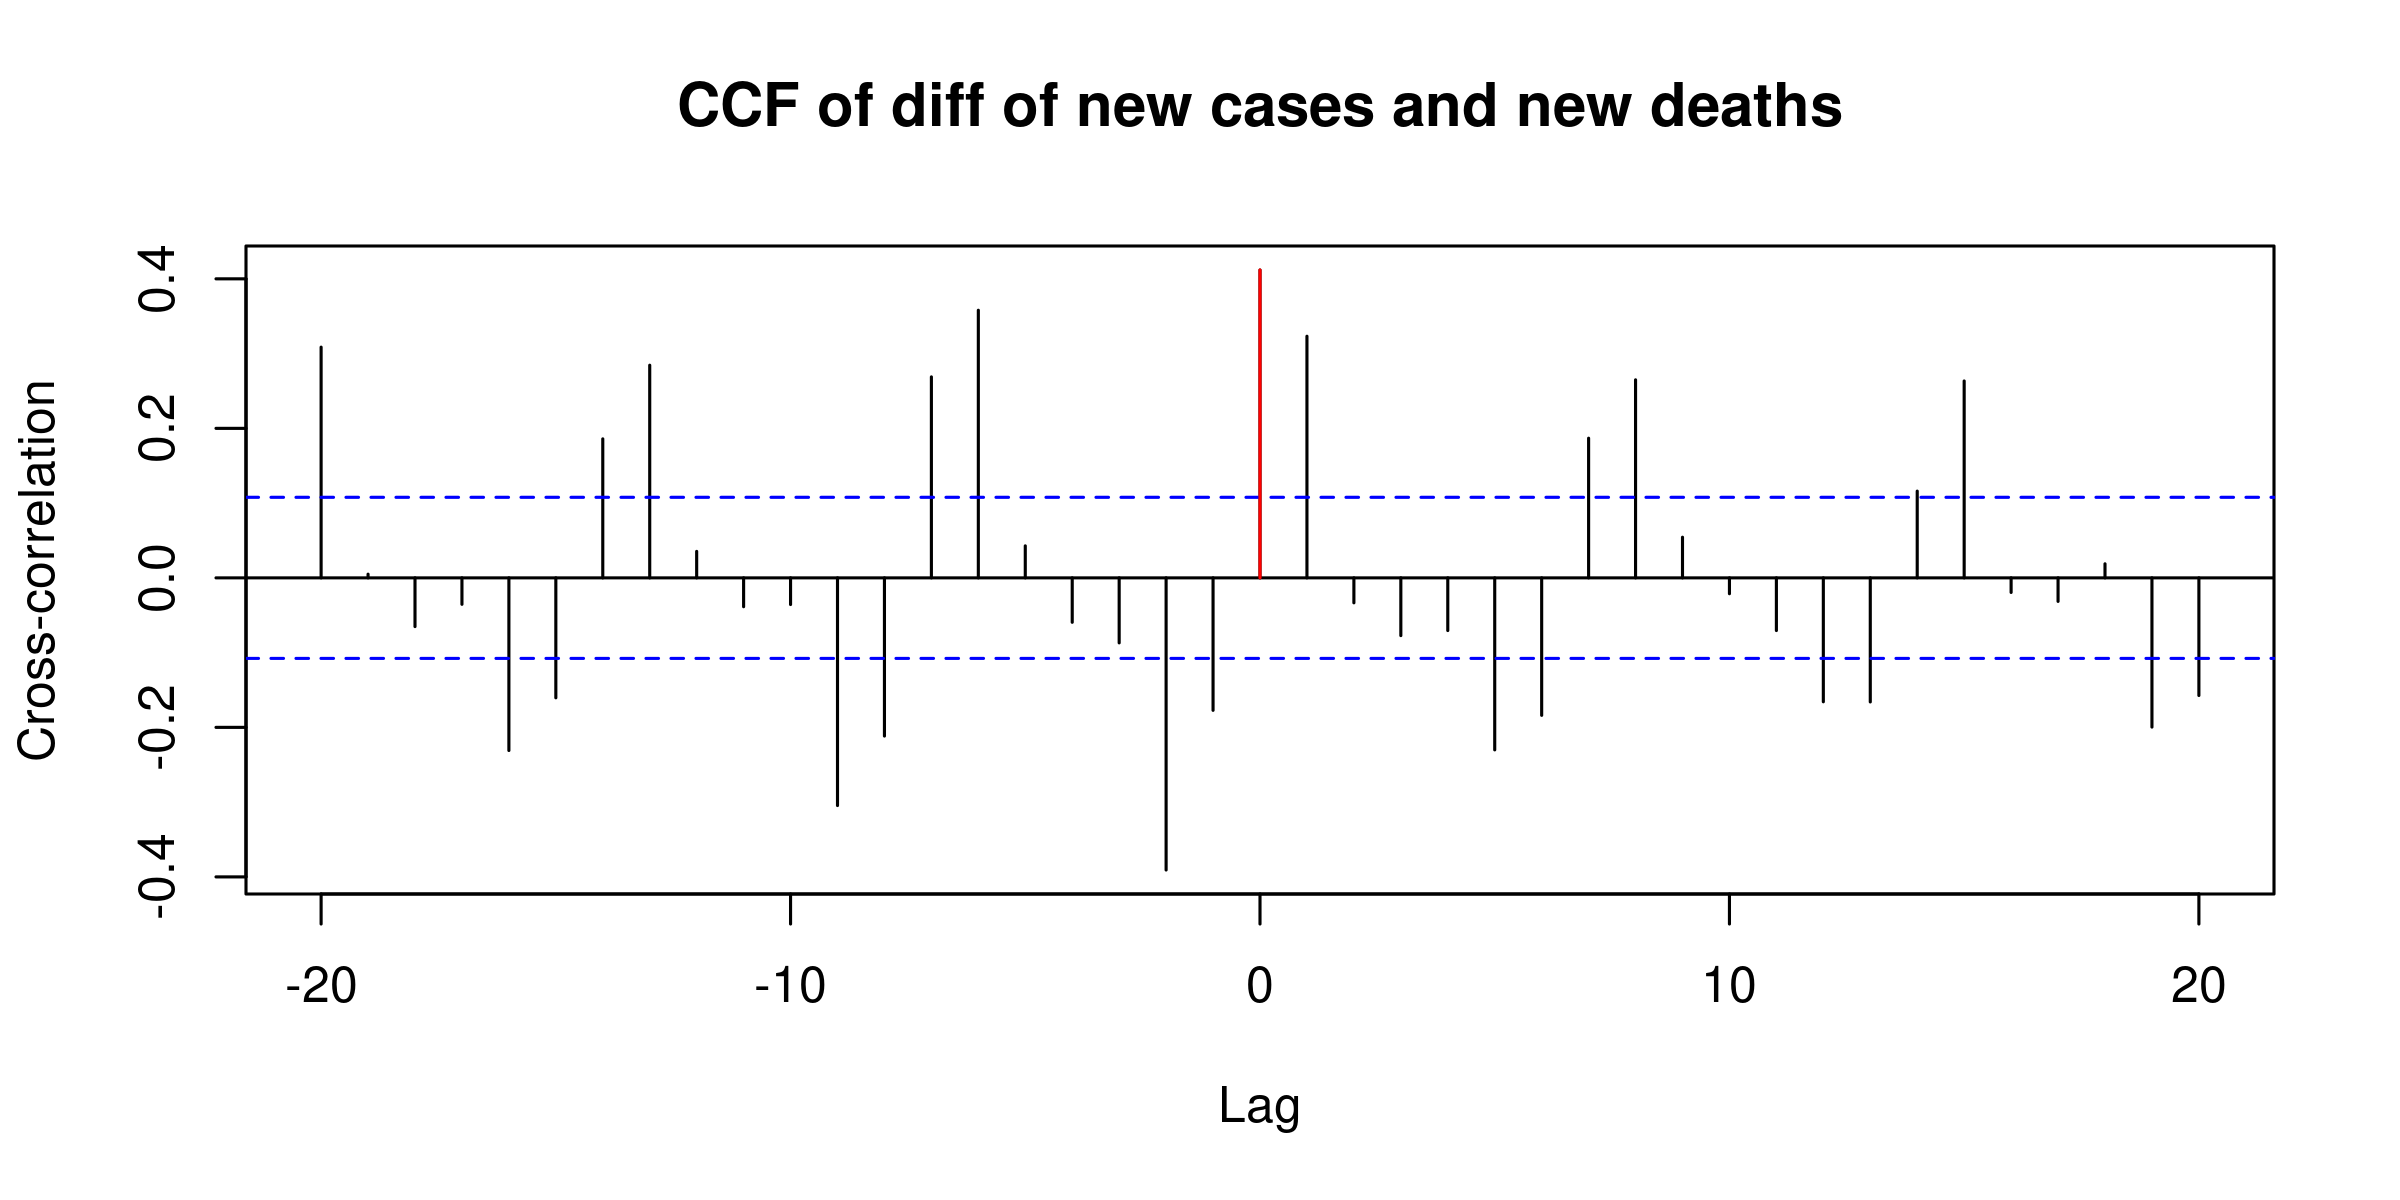 CCF of diff of new cases and new deaths
Cross-correlation
0.4
0.2
0.0
-0.2
-0.4
-20 -10 0 10 20
Lag